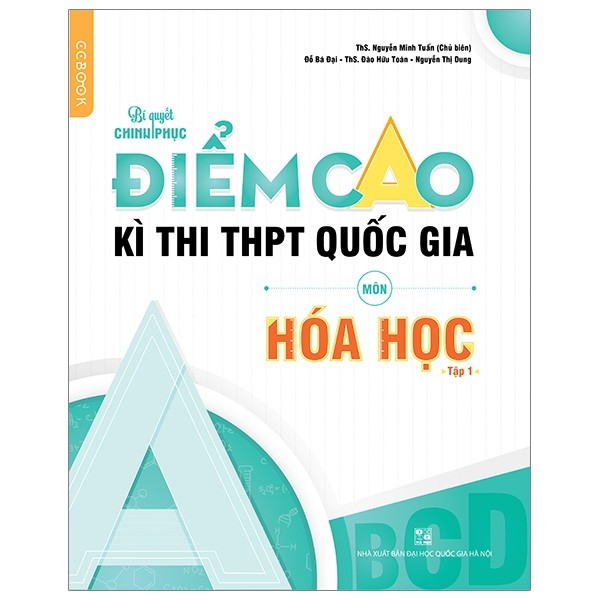 CCBOOK
ThS. Nguyễn Minh Tuấn (Chủ biên)
Đỗ Bá Đại - ThS. Đào Hữu Toàn - Nguyễn Thị Dung
Bí quyết
CHINH PHỤC
ĐIỂM CAO
KÌ THI THPT QUỐC GIA
MÔN
HÓA HỌC
Tập 1
A
BCD
NHÀ XUẤT BẢN ĐẠI HỌC QUỐC GIA HÀ NỘI